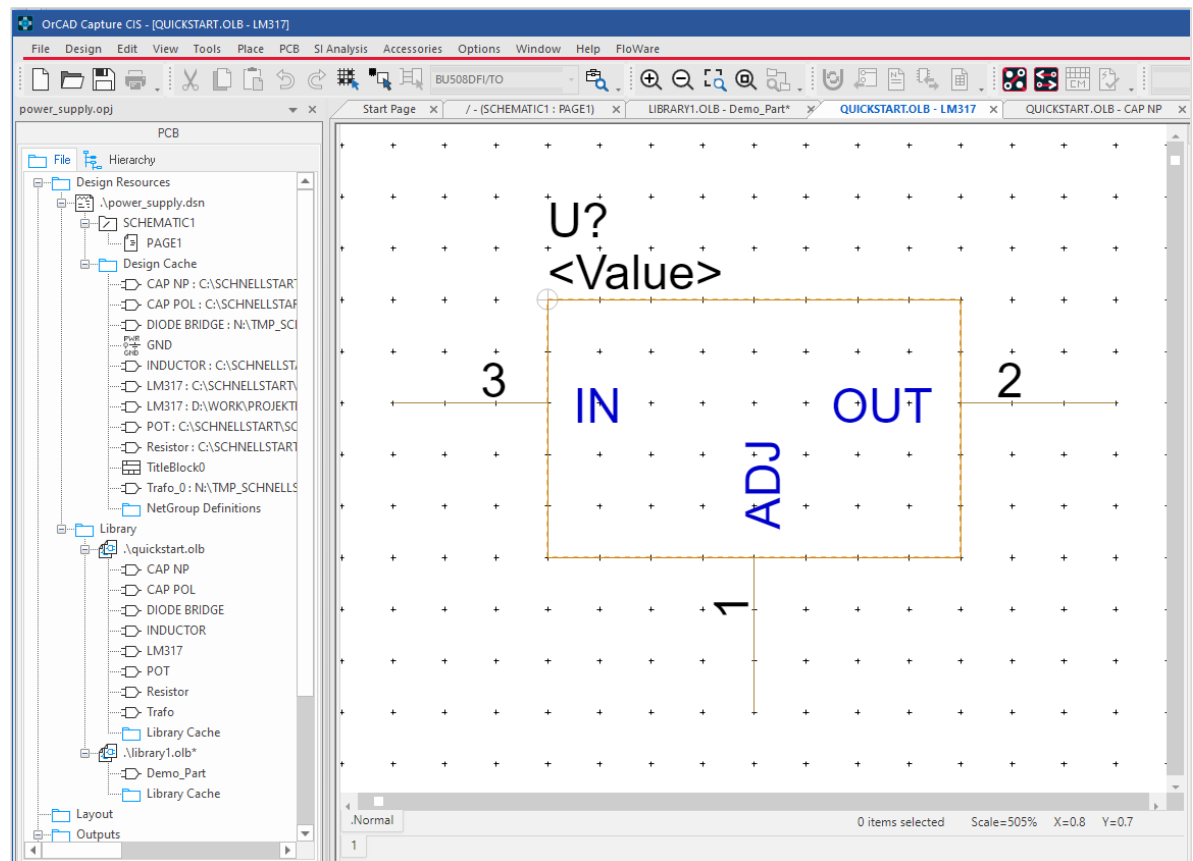 OrCAD Capture CIS - [QUICKSTART.OLB - LM317]
File Design Edit View Tools Place PCB SI Analysis Accessories Options Window Help FloWare
BU508DFI/TO
CM
power_supply.opj
Start Page / - (SCHEMATIC1 : PAGE1) LIBRARY1.OLB - Demo_Part* QUICKSTART.OLB - LM317 QUICKSTART.OLB - CAP NP
PCB
File Hierarchy
Design Resources
.\power_supply.dsn
SCHEMATIC1
PAGE1
Design Cache
CAP NP : C:\SCHNELLSTART
CAP POL : C:\SCHNELLSTAR
DIODE BRIDGE : N:\TMP_SCI
PWR GND GND
INDUCTOR : C:\SCHNELLST
LM317 : C:\SCHNELLSTART\
LM317 : D:\WORK\PROJEKTI
POT : C:\SCHNELLSTART\SC
Resistor : C:\SCHNELLSTART
TitleBlock0
Trafo_0 : N:\TMP_SCHNELLS
NetGroup Definitions
Library
.\quickstart.olb
CAP NP
CAP POL
DIODE BRIDGE
INDUCTOR
LM317
POT
Resistor
Trafo
Library Cache
.\library1.olb*
Demo_Part
Library Cache
Layout
Outputs
U?
<Value>
3
IN
OUT
2
ADJ
1
.Normal
0 items selected Scale=505% X=0.8 Y=0.7
1